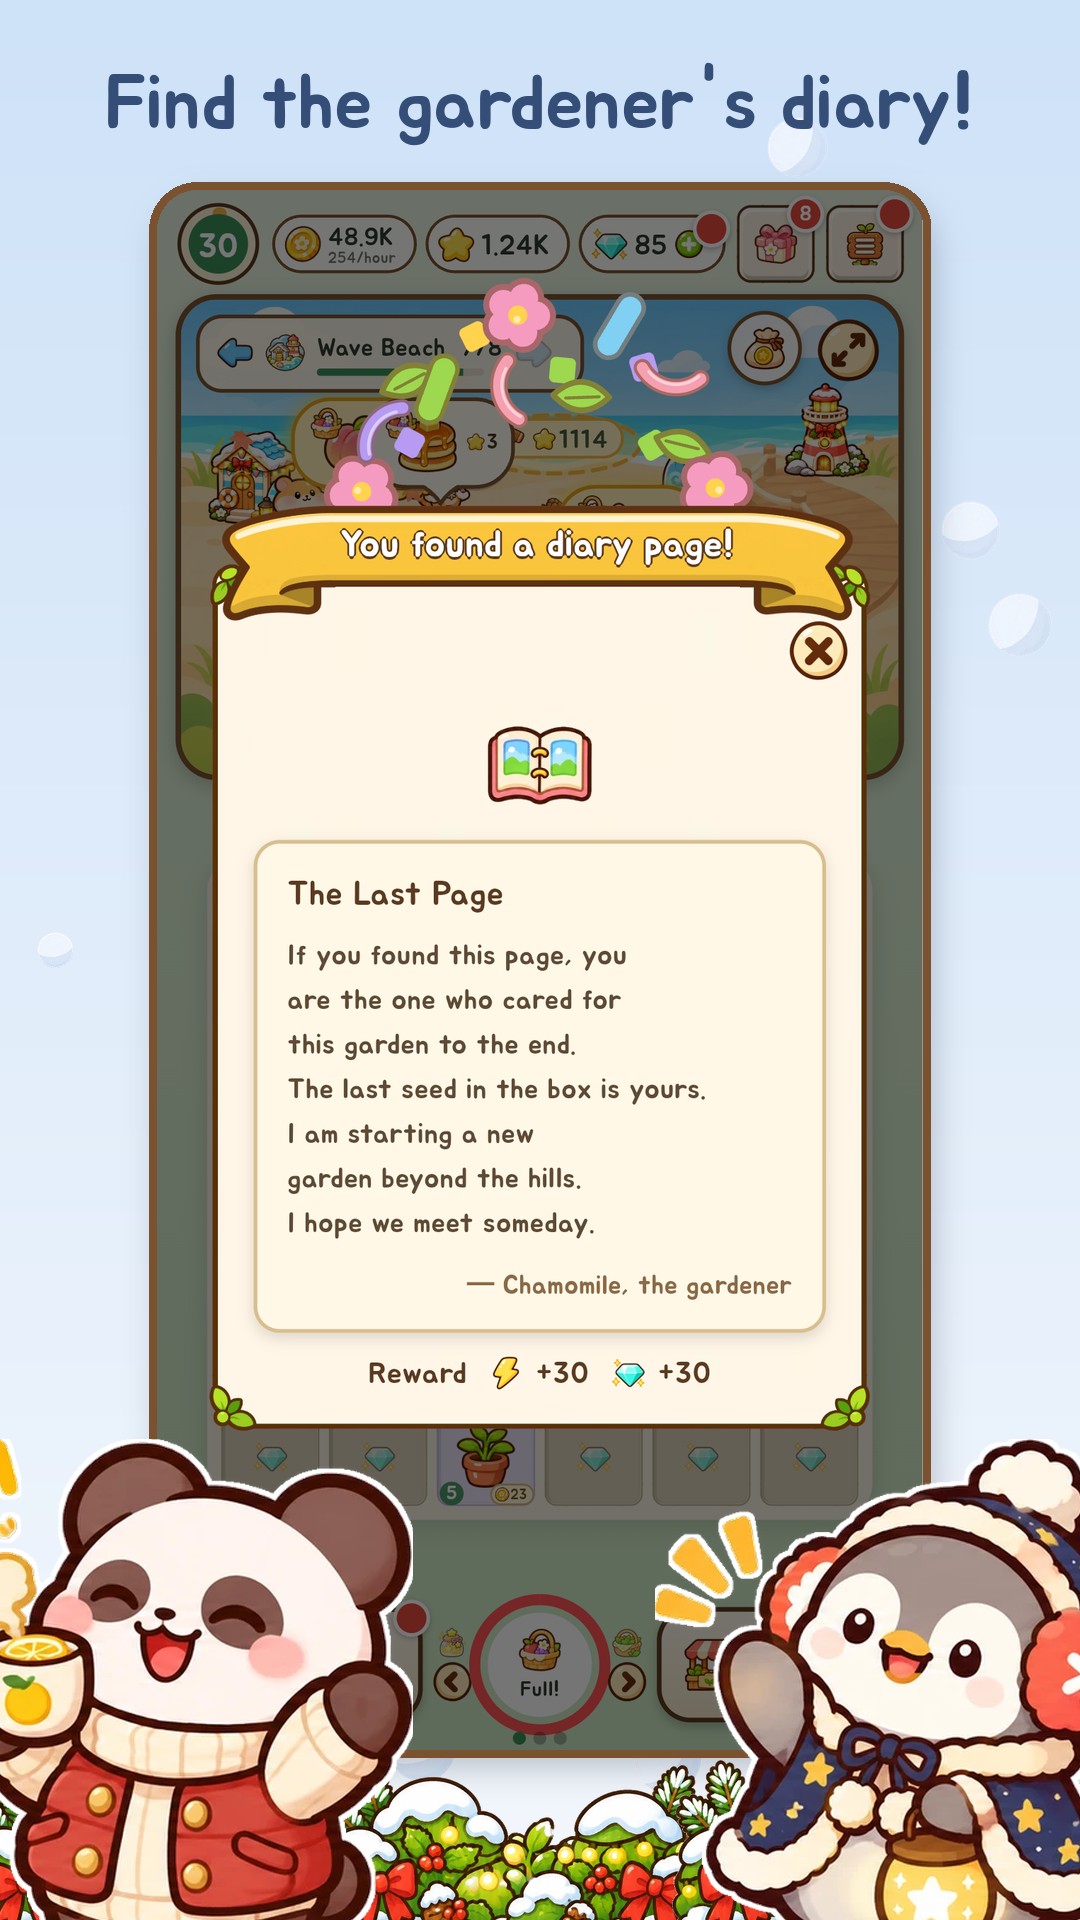 Find the gardener's diary!
30
48.9K
254/hour
1.24K
85
8
Wave Beach
3
1114
You found a diary page!
The Last Page
If you found this page, you
are the one who cared for
this garden to the end.
The last seed in the box is yours.
I am starting a new
garden beyond the hills.
I hope we meet someday.
— Chamomile, the gardener
Reward +30 +30
5
23
Full!